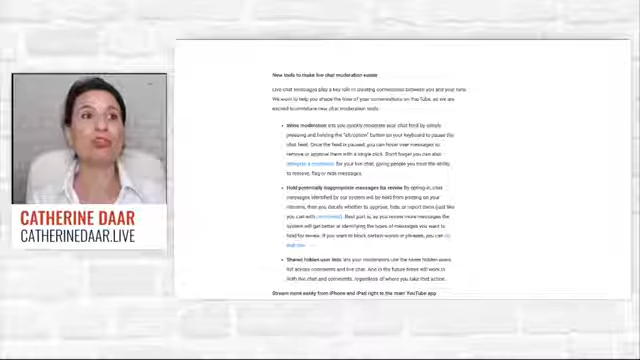 New tools to make live chat moderation easier
Live chat messages play a key role in creating connections between you and your fans.
We want to help you shape the tone of your conversations on YouTube, so we are
excited to introduce new chat moderation tools:
lets you quickly moderate your chat feed by simply
pressing and holding the "alt/option" button on your keyboard to pause the
chat feed. Once the feed is paused, you can hover over messages to
remove or approve them with a single click. Don't forget you can also
for your live chat, giving people you trust the ability
to remove, flag or hide messages.
Hold potentially inappropriate messages for review By opting-in, chat
messages identified by our system will be held from posting on your
stream, then you decide whether to approve, hide, or report them (just like
you can with comments). Best part is, as you review more messages the
system will get better at identifying the types of messages you want to
hold for review. If you want to block certain words or phrases, you can
Shared hidden user lists lets your moderators use the same hidden users
list across comments and live chat. And in the future this will work in
both live chat and comments, regardless of where you take that action.
Stream more easily from iPhone and iPad right to the main YouTube app
CATHERINE DAAR
CATHERINEDAAR.LIVE